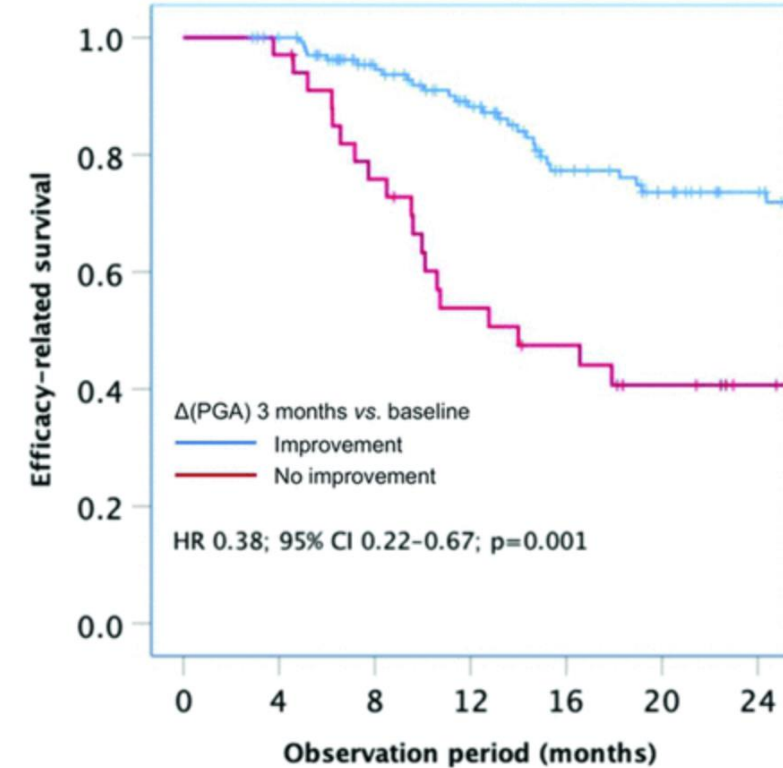 Efficacy-related survival
1.0
0.8
0.6
0.4
0.2
0.0
Δ(PGA) 3 months vs. baseline
Improvement
No improvement
HR 0.38; 95% CI 0.22-0.67; p=0.001
0 4 8 12 16 20 24
Observation period (months)